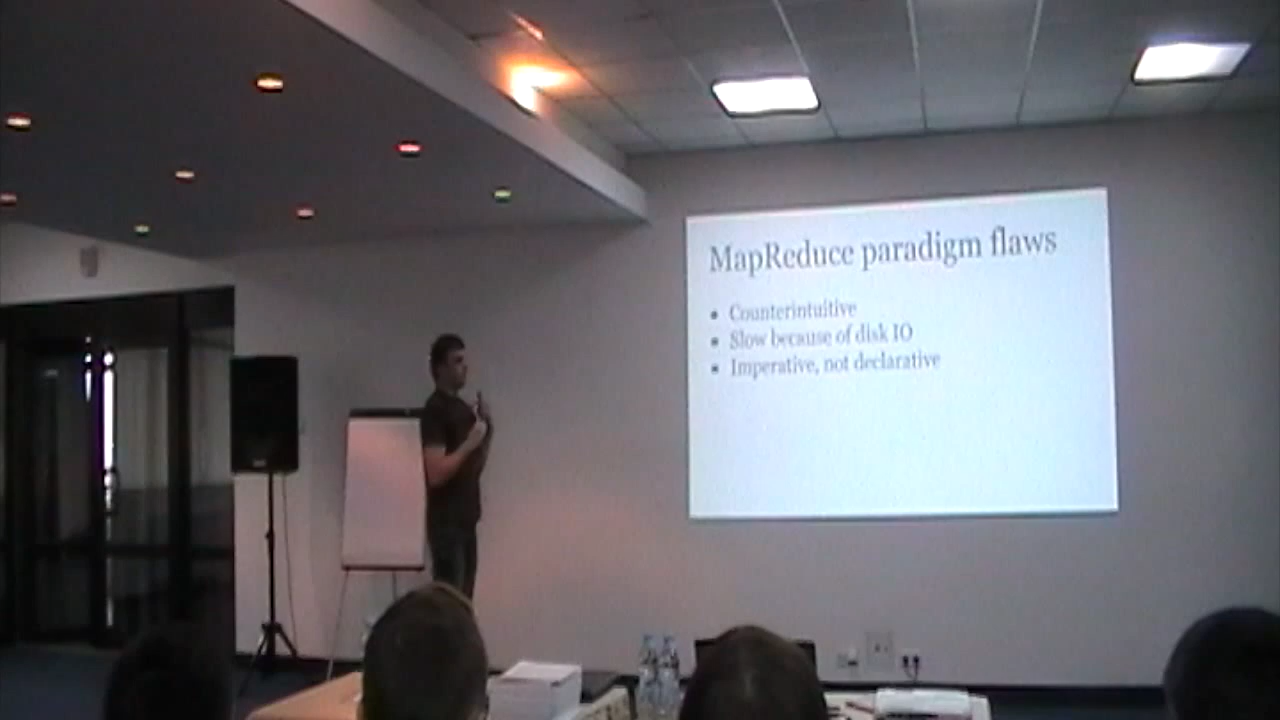 MapReduce paradigm flaws
• Counterintuitive
• Slow because of disk IO
• Imperative, not declarative